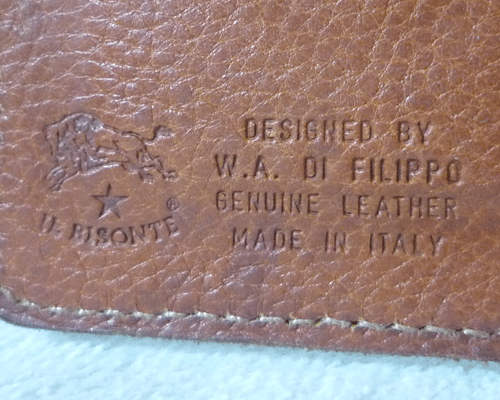 DESIGNED BY
W.A. DI FILIPPO
GENUINE LEATHER
MADE IN ITALY
®
IL BISONTE